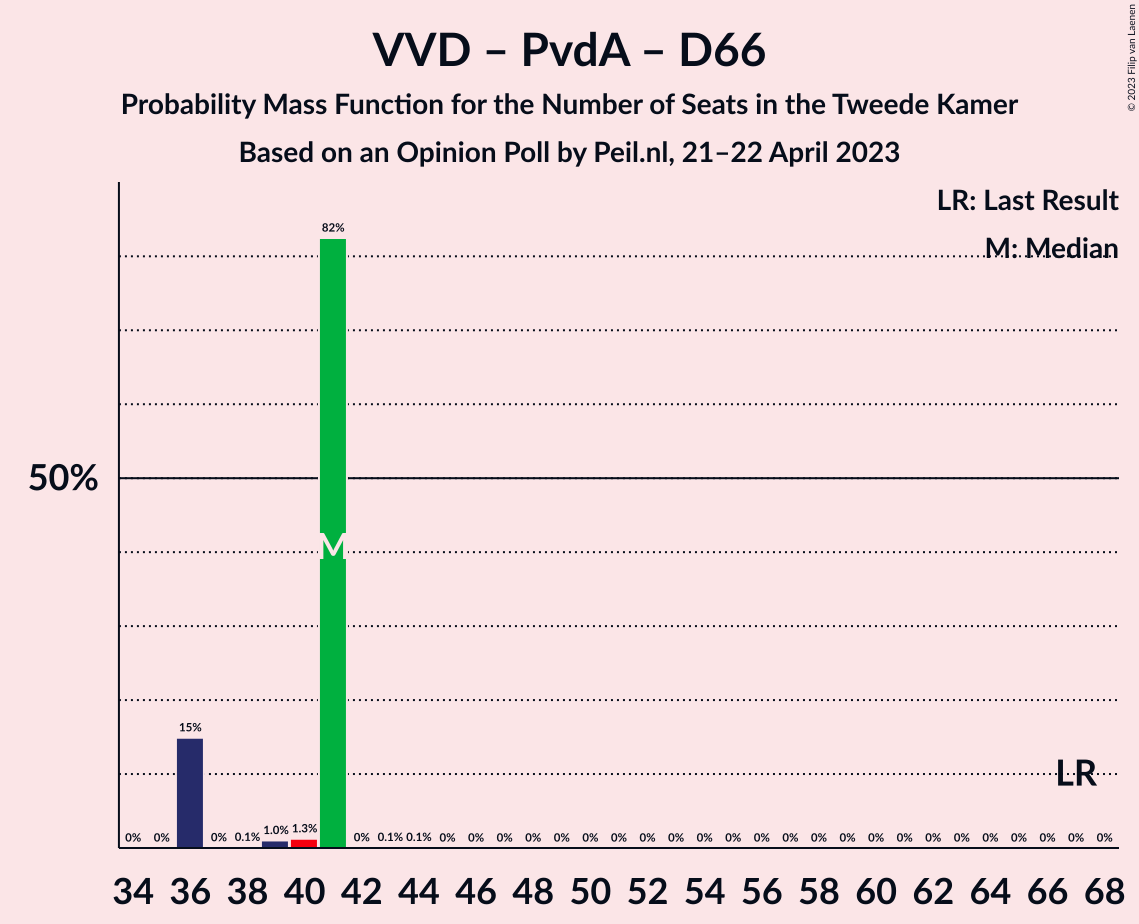 VVD – PvdA – D66
Probability Mass Function for the Number of Seats in the Tweede Kamer
Based on an Opinion Poll by Peil.nl, 21–22 April 2023
© 2023 Filip van Laenen
LR: Last Result
M: Median
82%
50%
M
15%
LR
0% 0% 0% 0.1% 1.0% 1.3% 0% 0.1% 0.1% 0% 0% 0% 0% 0% 0% 0% 0% 0% 0% 0% 0% 0% 0% 0% 0% 0% 0% 0% 0% 0% 0% 0% 0%
34 36 38 40 42 44 46 48 50 52 54 56 58 60 62 64 66 68